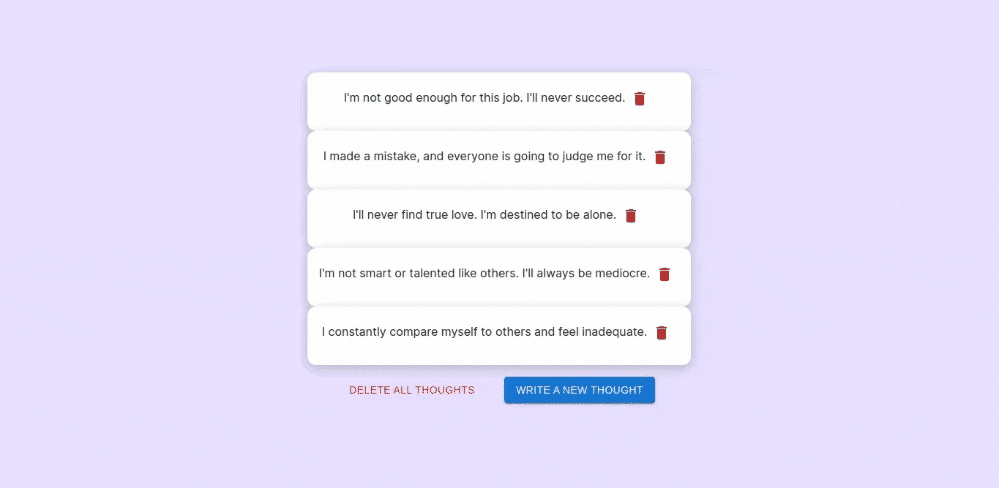 I'm not good enough for this job. I'll never succeed.
I made a mistake, and everyone is going to judge me for it.
I'll never find true love. I'm destined to be alone.
I'm not smart or talented like others. I'll always be mediocre.
I constantly compare myself to others and feel inadequate.
DELETE ALL THOUGHTS WRITE A NEW THOUGHT